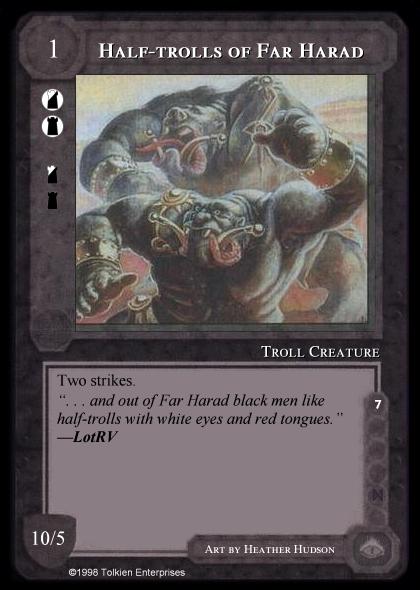 1
HALF-TROLLS OF FAR HARAD
TROLL CREATURE
Two strikes.
“. . . and out of Far Harad black men like
half-trolls with white eyes and red tongues.”
—LotRV
7
10/5
ART BY HEATHER HUDSON
©1998 Tolkien Enterprises